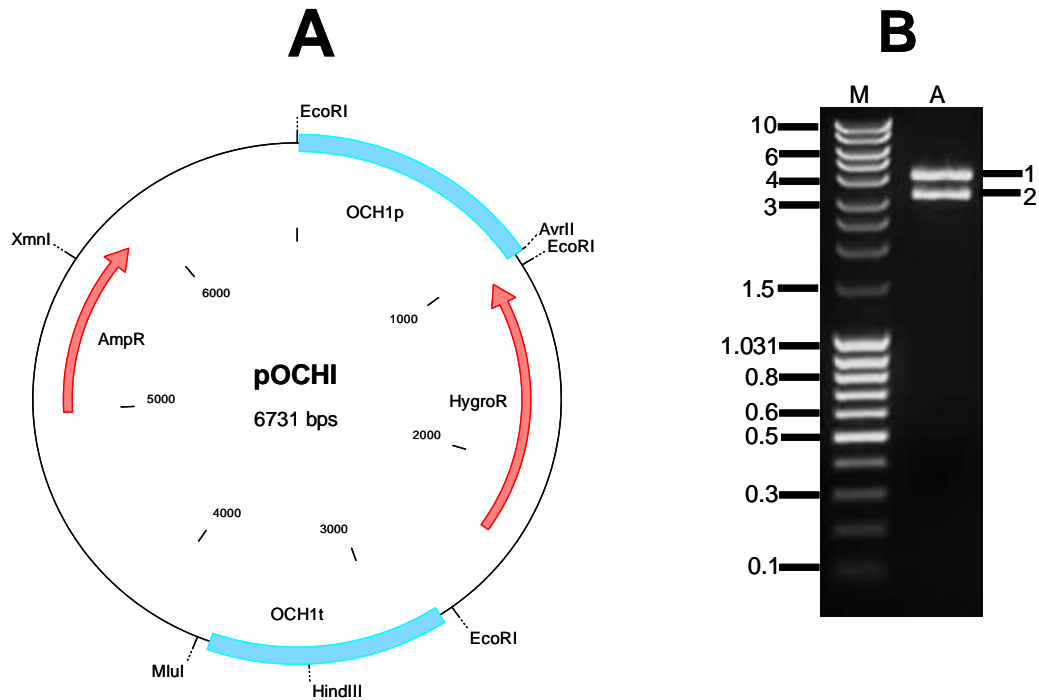 A
EcoRI
OCH1p
AvrII
EcoRI
XmnI
6000
1000
AmpR
pOCHI
5000
HygroR
6731 bps
2000
4000
3000
OCH1t
EcoRI
MluI
HindIII
B
M A
10
6
4
3
1.5
1.031
0.8
0.6
0.5
0.3
0.1
1
2